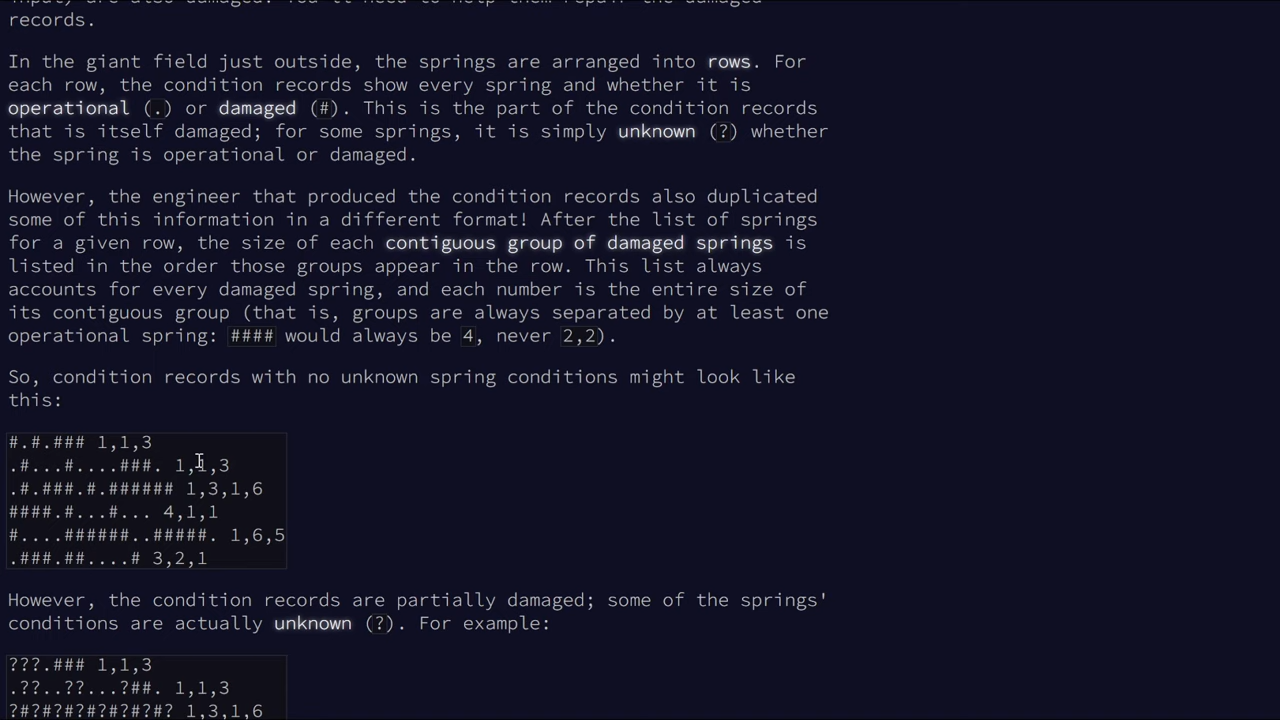 records.
In the giant field just outside, the springs are arranged into rows. For
each row, the condition records show every spring and whether it is
operational (.) or damaged (#). This is the part of the condition records
that is itself damaged; for some springs, it is simply unknown (?) whether
the spring is operational or damaged.
However, the engineer that produced the condition records also duplicated
some of this information in a different format! After the list of springs
for a given row, the size of each contiguous group of damaged springs is
listed in the order those groups appear in the row. This list always
accounts for every damaged spring, and each number is the entire size of
its contiguous group (that is, groups are always separated by at least one
operational spring: #### would always be 4, never 2,2).
So, condition records with no unknown spring conditions might look like
this:
#.#.### 1,1,3
.#...#....###. 1,1,3
.#.###.#.###### 1,3,1,6
####.#...#... 4,1,1
#....######..#####. 1,6,5
.###.##....# 3,2,1
However, the condition records are partially damaged; some of the springs'
conditions are actually unknown (?). For example:
???.### 1,1,3
.??..??...?##. 1,1,3
?#?#?#?#?#?#?#? 1,3,1,6